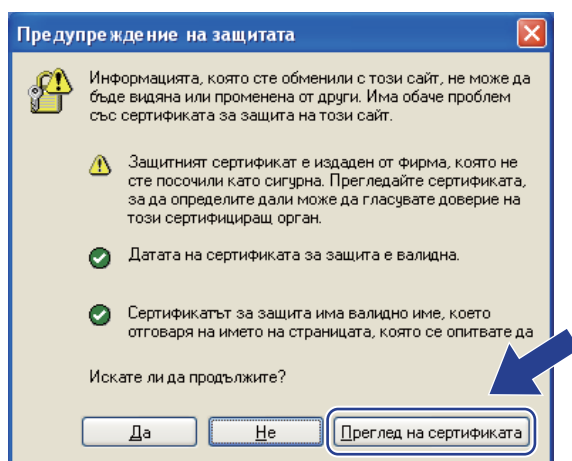 Предупреждение на защитата
Информацията, която сте обменили с този сайт, не може да
бъде видяна или променена от други. Има обаче проблем
със сертификата за защита на този сайт.
Защитният сертификат е издаден от фирма, която не
сте посочили като сигурна. Прегледайте сертификата,
за да определите дали може да гласувате доверие на
този сертифициращ орган.
Датата на сертификата за защита е валидна.
Сертификатът за защита има валидно име, което
отговаря на името на страницата, която се опитвате да
Искате ли да продължите?
Да
Не
Преглед на сертификата